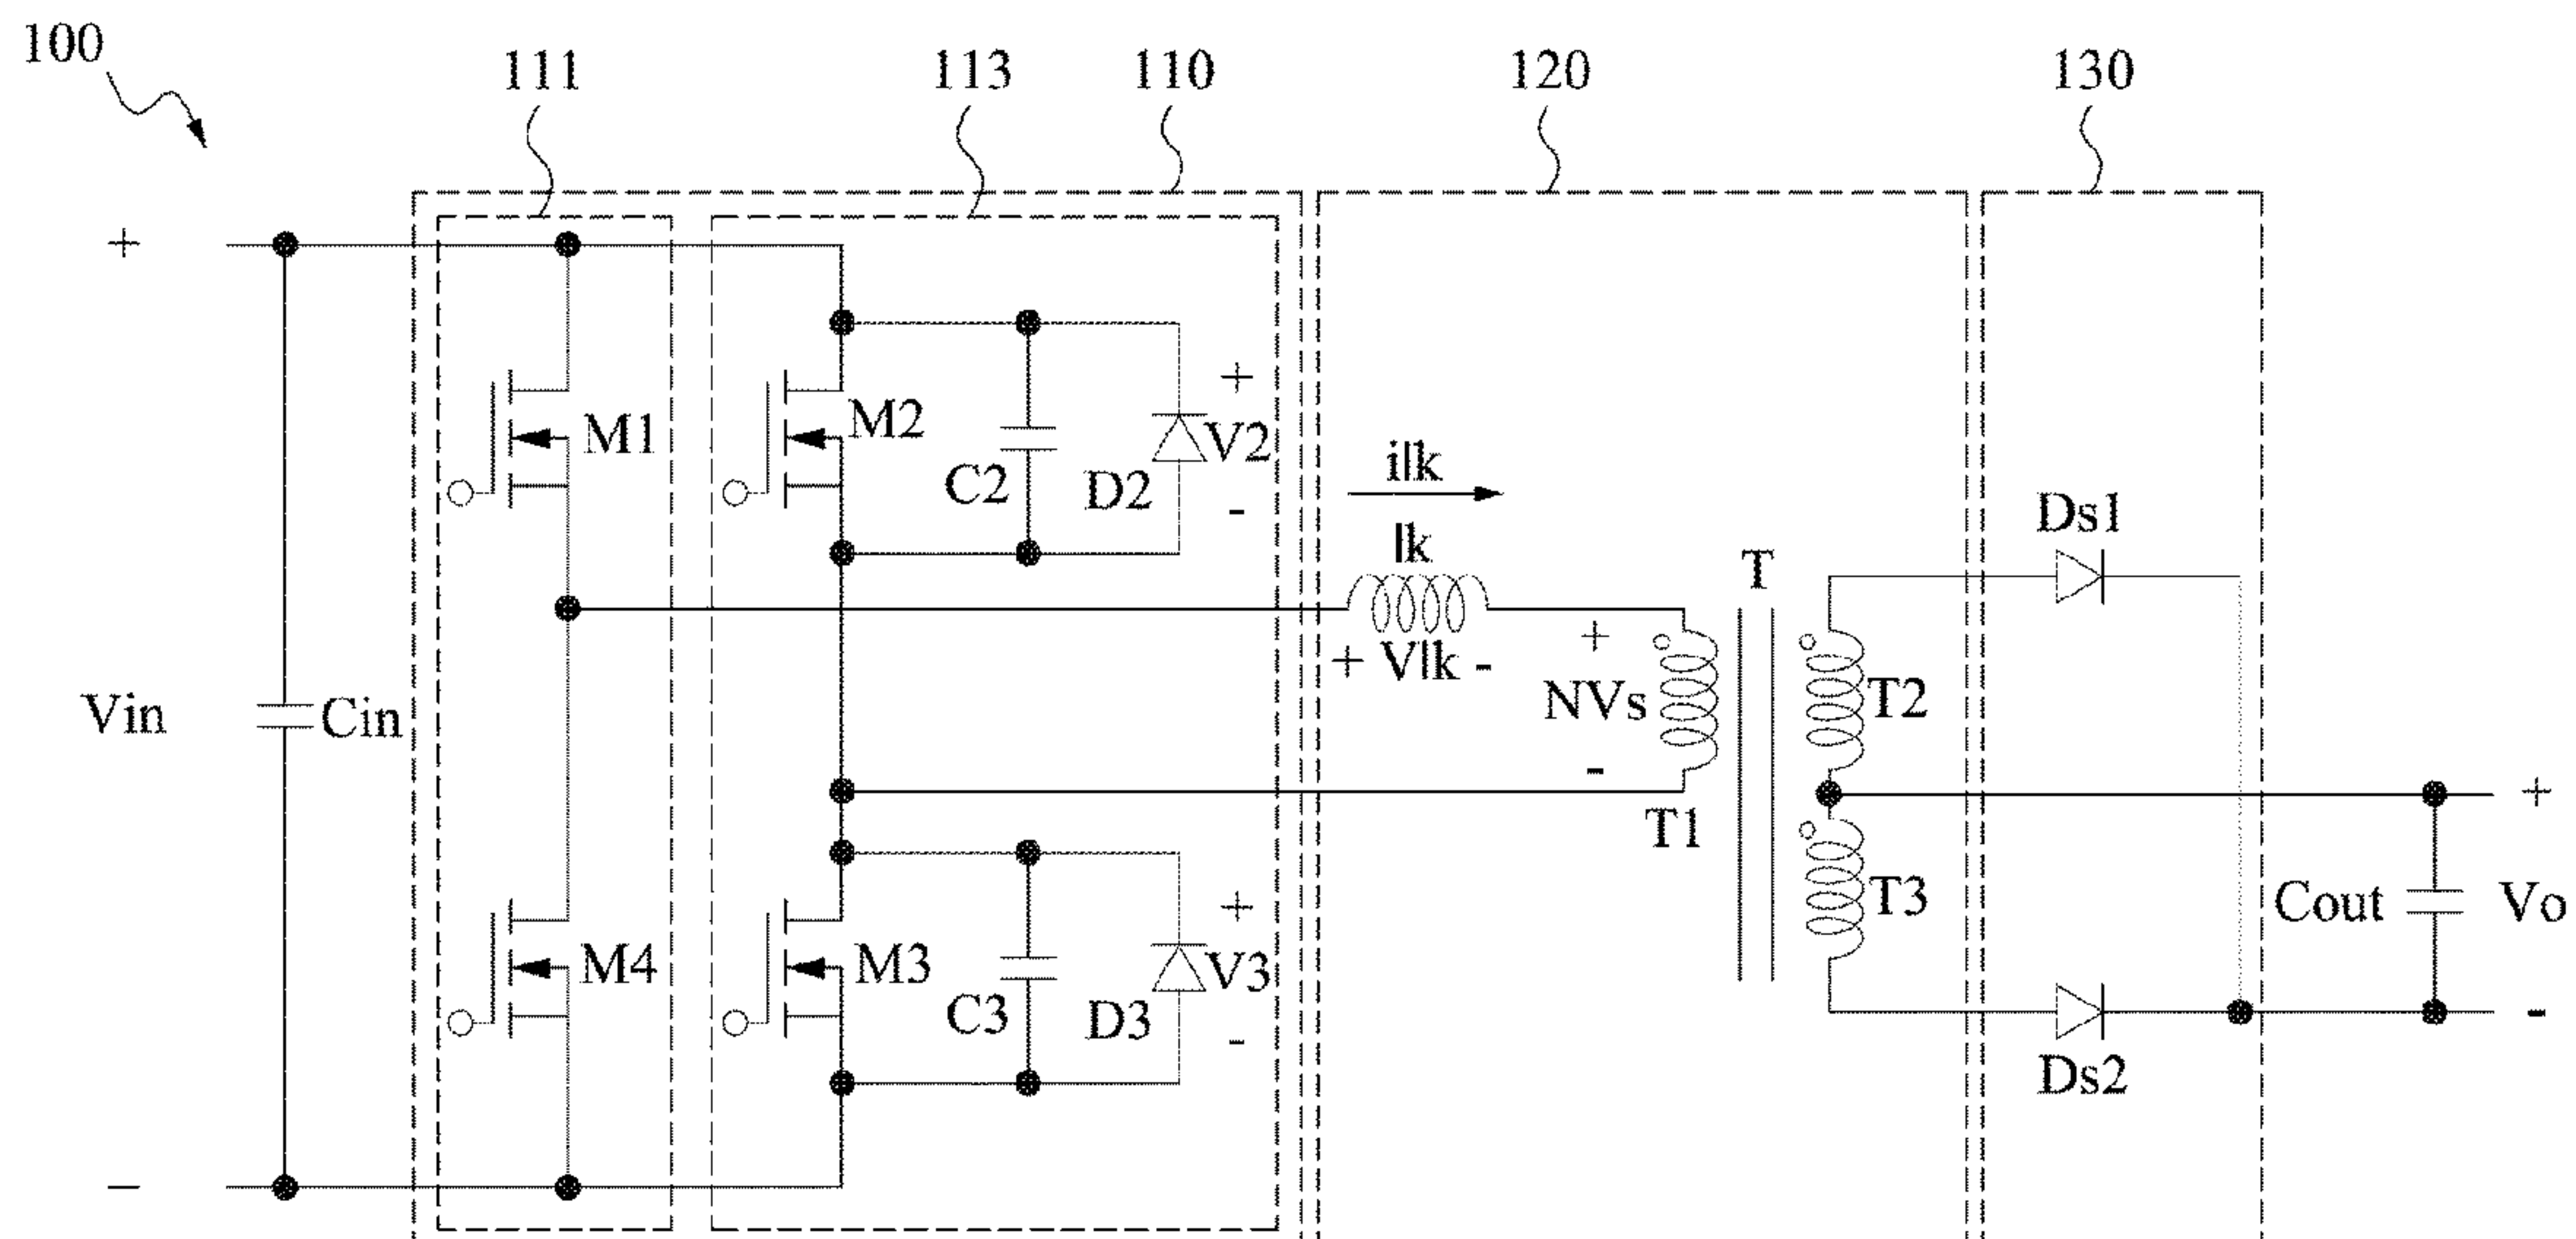 100
111
113
110
120
130
+
M1
M2
C2
D2
+
V2
-
ilk
lk
+ Vlk -
+
NVs
-
T1
T
T2
T3
Ds1
Ds2
Vin
Cin
M4
M3
C3
D3
+
V3
-
+
Cout
Vo
-
−